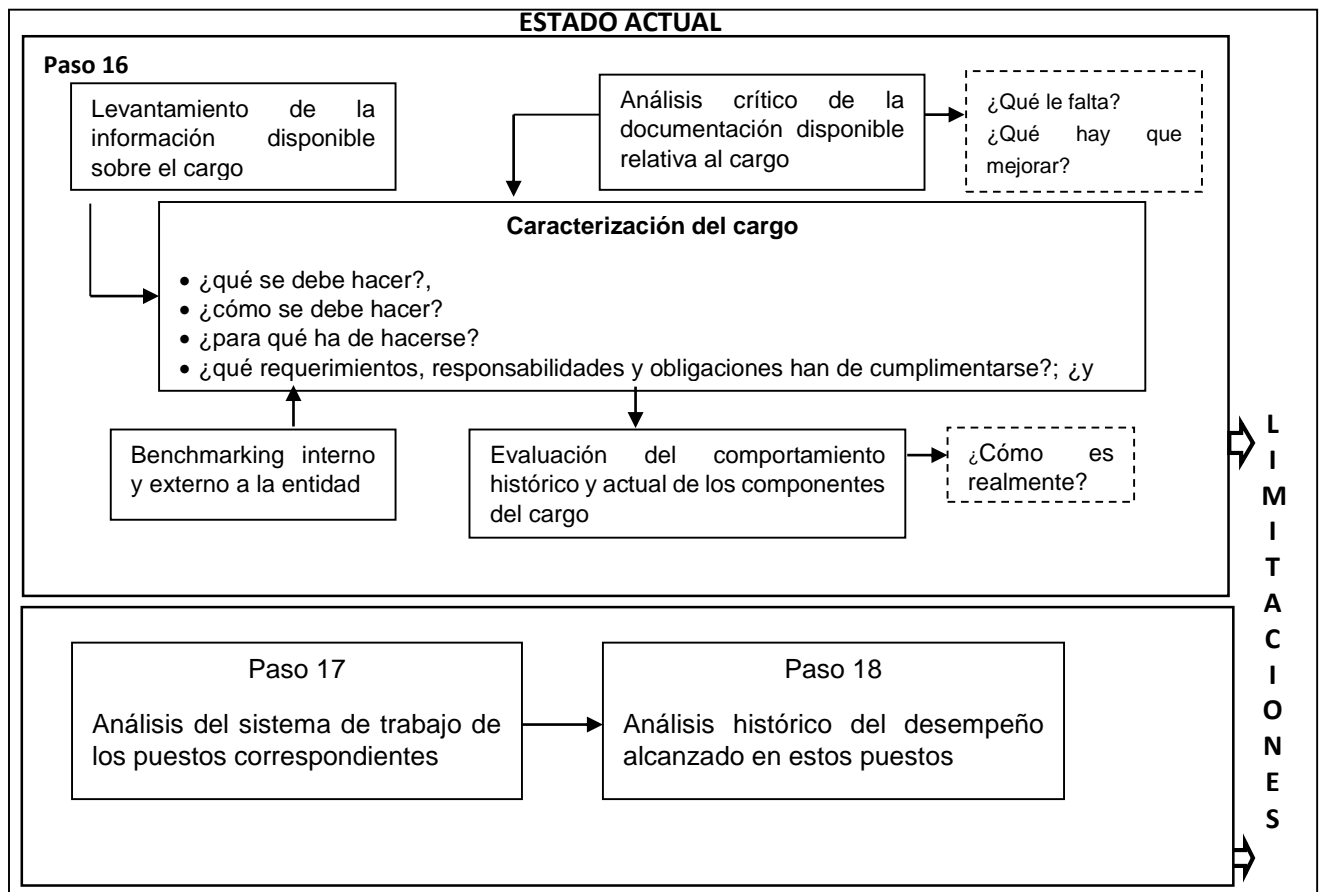 ESTADO ACTUAL
Paso 16
Levantamiento de la
información disponible
sobre el cargo
Análisis crítico de la
documentación disponible
relativa al cargo
¿Qué le falta?
¿Qué hay que
mejorar?
Caracterización del cargo
• ¿qué se debe hacer?,
• ¿cómo se debe hacer?
• ¿para qué ha de hacerse?
• ¿qué requerimientos, responsabilidades y obligaciones han de cumplimentarse?; ¿y
Benchmarking interno
y externo a la entidad
Evaluación del comportamiento
histórico y actual de los componentes
del cargo
¿Cómo es
realmente?
L
I
M
I
T
A
C
I
O
N
E
S
Paso 17
Análisis del sistema de trabajo de
los puestos correspondientes
Paso 18
Análisis histórico del desempeño
alcanzado en estos puestos